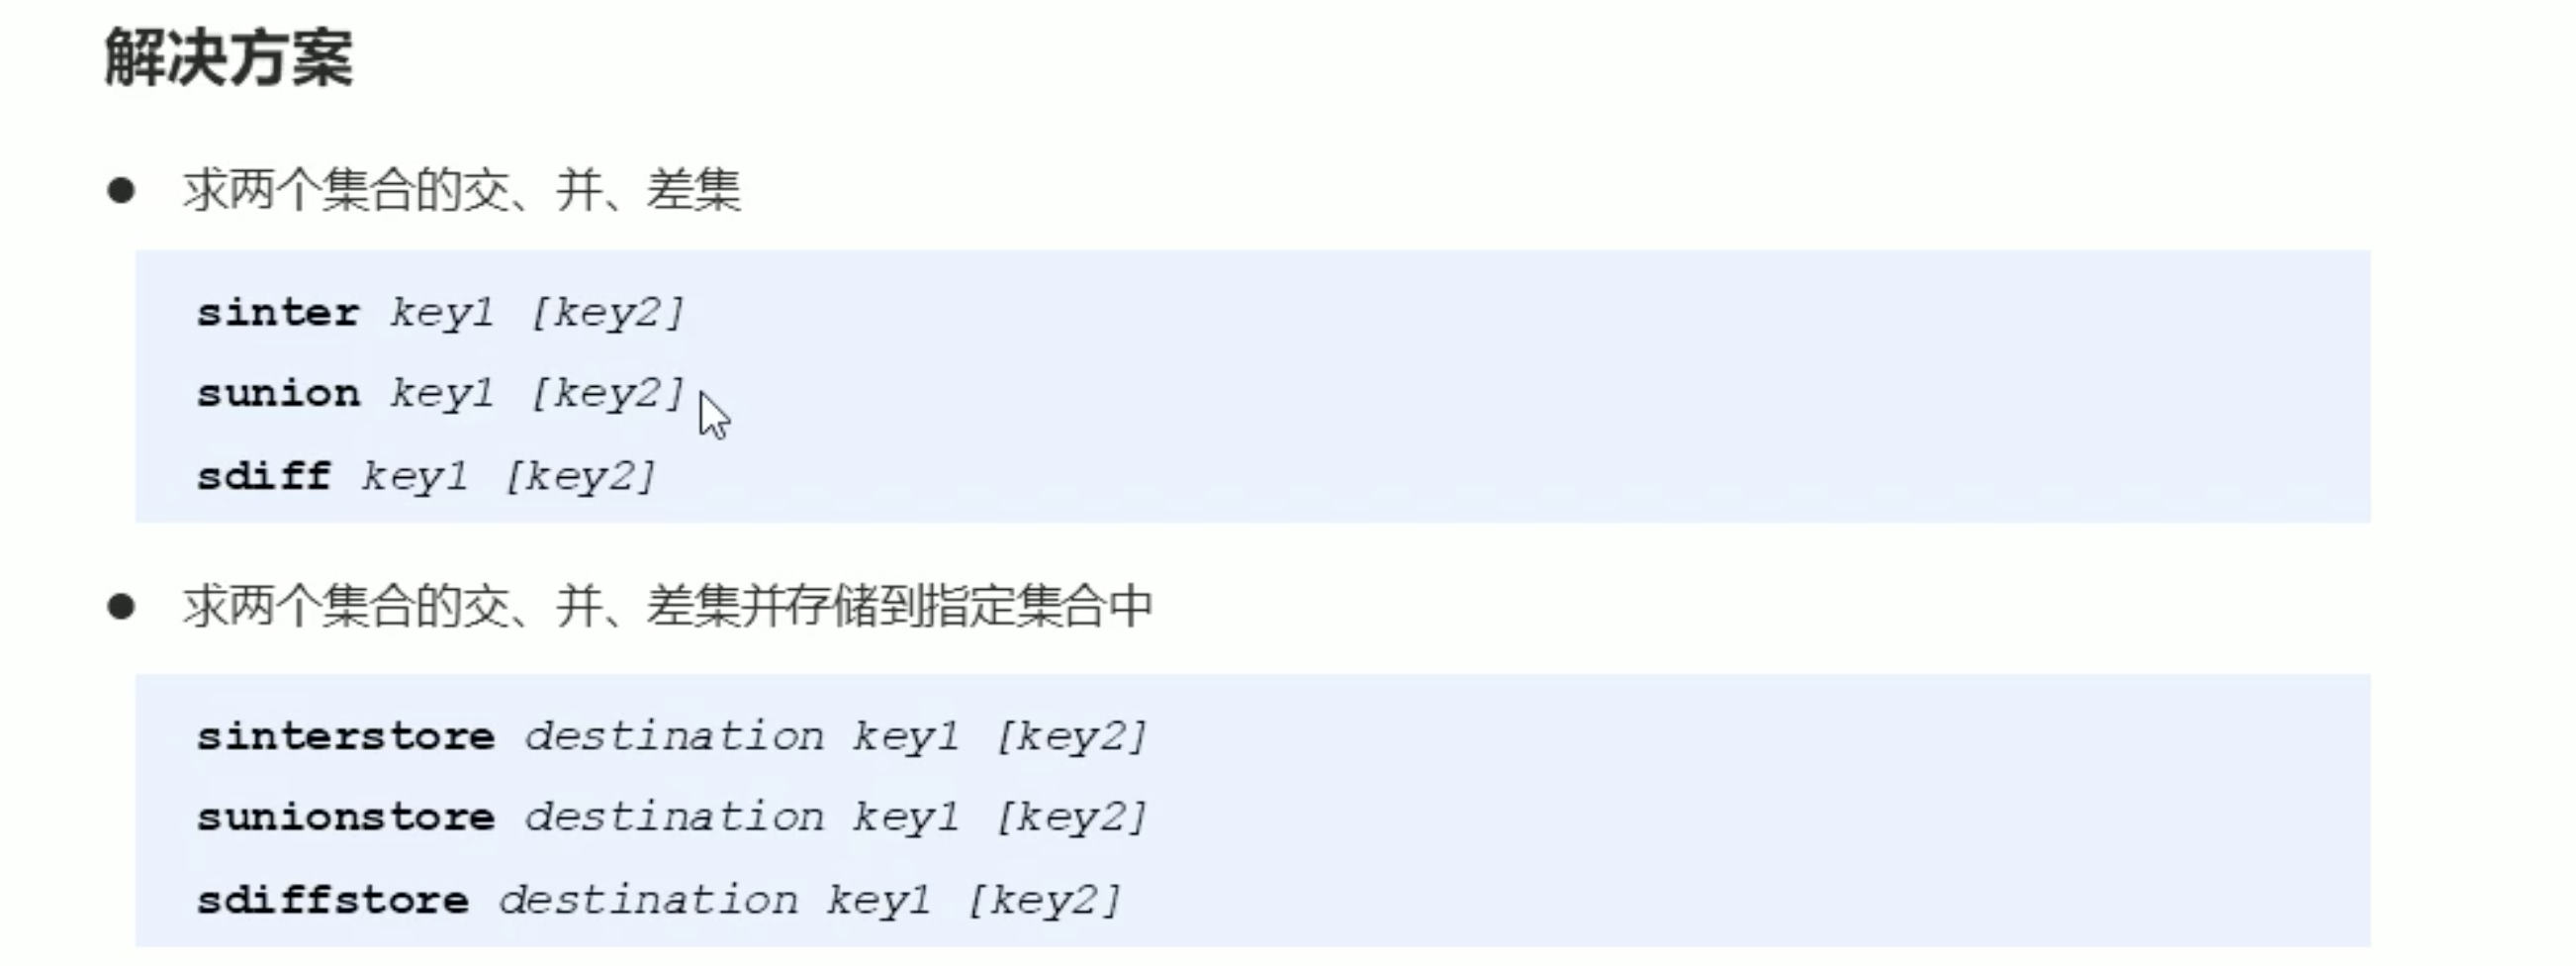 解决方案
● 求两个集合的交、并、差集
sinter key1 [key2]
sunion key1 [key2]
sdiff key1 [key2]
● 求两个集合的交、并、差集并存储到指定集合中
sinterstore destination key1 [key2]
sunionstore destination key1 [key2]
sdiffstore destination key1 [key2]